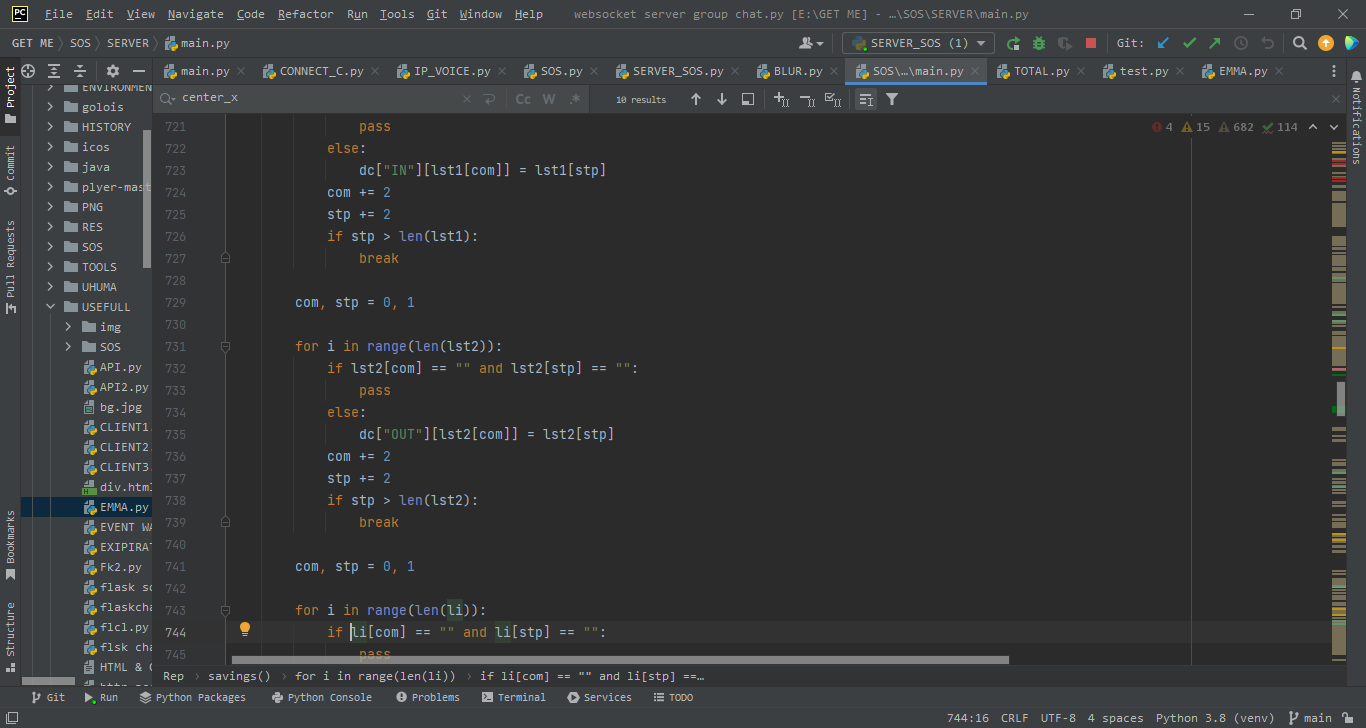 PC File Edit View Navigate Code Refactor Run Tools Git Window Help websocket server group chat.py [E:\GET ME] - ...\SOS\SERVER\main.py
GET ME SOS SERVER main.py SERVER_SOS (1) Git:
main.py CONNECT_C.py IP_VOICE.py SOS.py SERVER_SOS.py BLUR.py SOS\...\main.py TOTAL.py test.py EMMA.py
center_x Cc W .* 10 results
4 15 682 114
Project
Commit
Pull Requests
Bookmarks
Structure
Notifications
ENVIRONMEN
golois
HISTORY
icos
java
plyer-mast
PNG
RES
SOS
TOOLS
UHUMA
USEFULL
img
SOS
API.py
API2.py
bg.jpg
CLIENT1.
CLIENT2.
CLIENT3.
div.html
EMMA.py
EVENT WA
EXIPIRAT
Fk2.py
flask so
flaskcha
flcl.py
flsk cha
HTML & C
721 pass
722 else:
723 dc["IN"][lst1[com]] = lst1[stp]
724 com += 2
725 stp += 2
726 if stp > len(lst1):
727 break
728
729 com, stp = 0, 1
730
731 for i in range(len(lst2)):
732 if lst2[com] == "" and lst2[stp] == "":
733 pass
734 else:
735 dc["OUT"][lst2[com]] = lst2[stp]
736 com += 2
737 stp += 2
738 if stp > len(lst2):
739 break
740
741 com, stp = 0, 1
742
743 for i in range(len(li)):
744 if li[com] == "" and li[stp] == "":
745 pass
Rep › savings() › for i in range(len(li)) › if li[com] == "" and li[stp] ==...
Git Run Python Packages Python Console Problems Terminal Services TODO
744:16 CRLF UTF-8 4 spaces Python 3.8 (venv) main